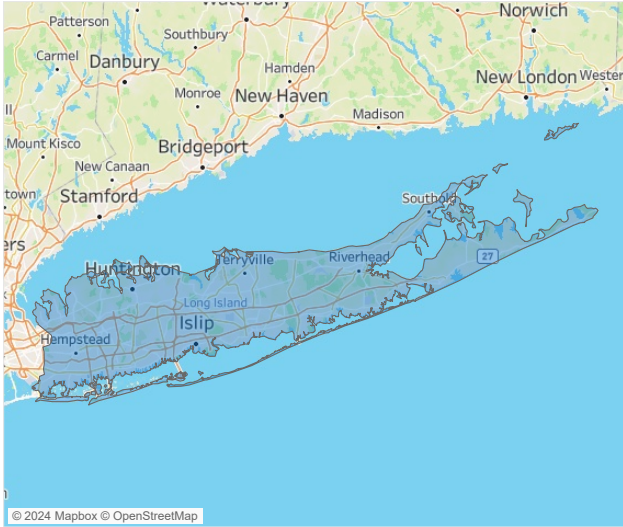 Waterbury
Norwich
Patterson
Southbury
Carmel
Danbury
Hamden
Monroe
New Haven
New London
Wester
Madison
Mount Kisco
Bridgeport
New Canaan
town
Stamford
Southold
ers
Huntington
Terryville
Riverhead
27
Long Island
Islip
Hempstead
© 2024 Mapbox © OpenStreetMap